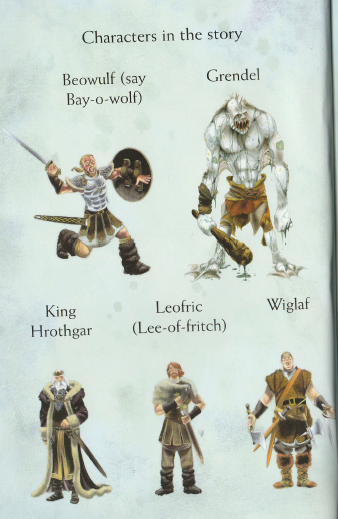 Characters in the story
Beowulf (say
Bay-o-wolf)
Grendel
King
Hrothgar
Leofric
(Lee-of-fritch)
Wiglaf